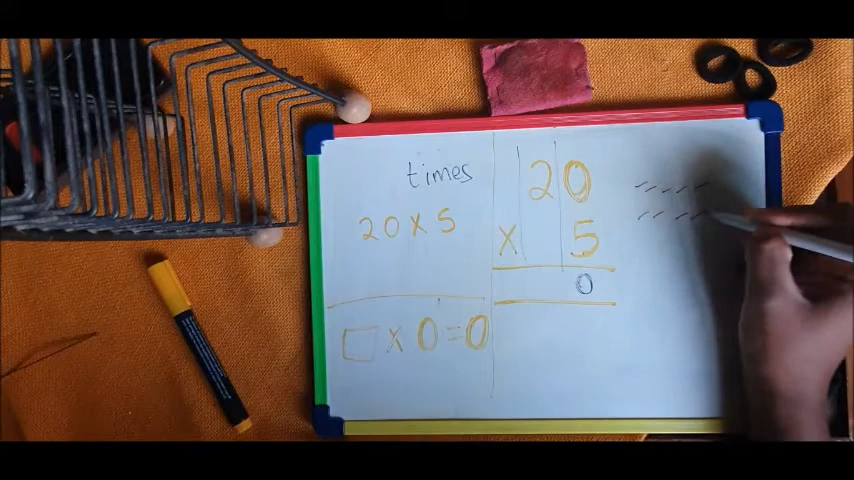 times
20 x 5
☐ x 0 = 0
20
x 5
0